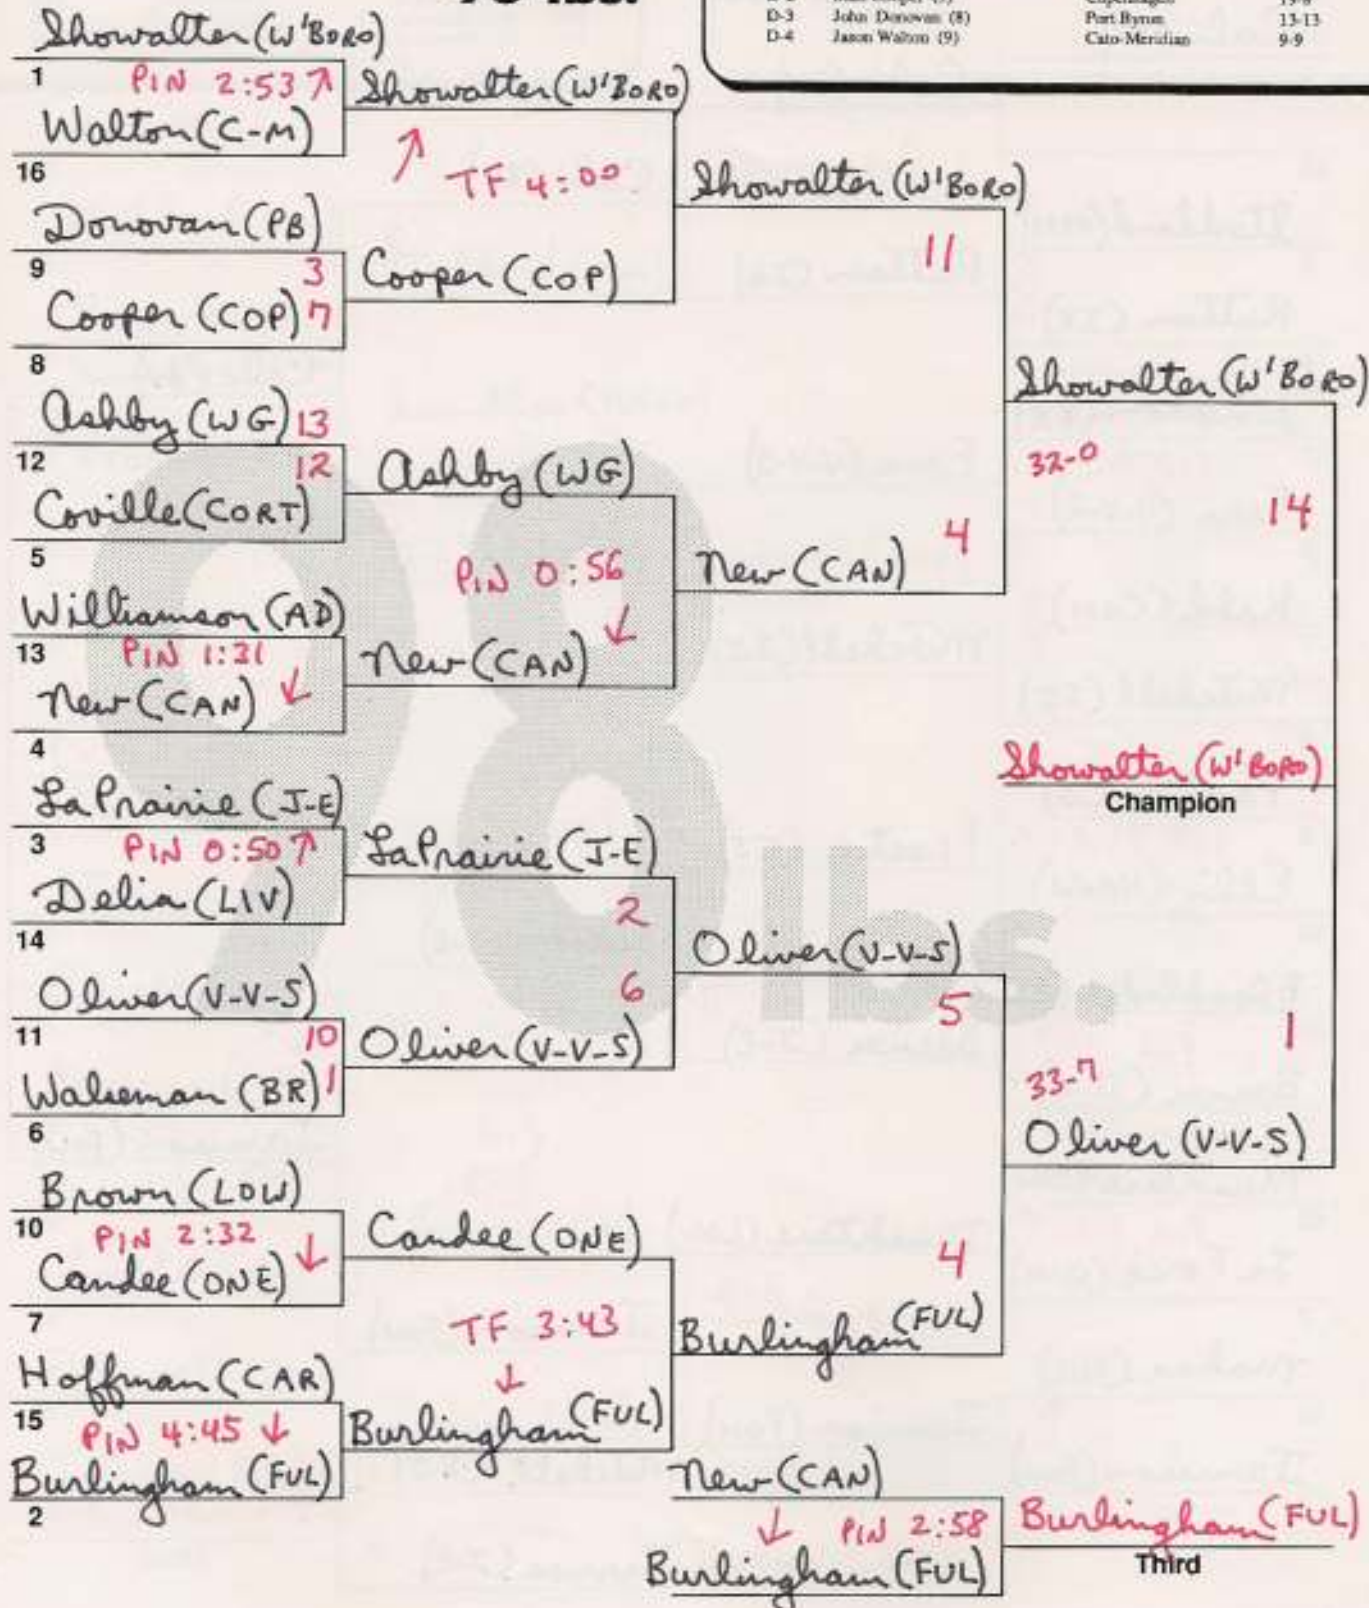 D-3 John Donovan (8) Port Byron 13-13
D-4 Jason Walton (9) Cato-Meridian 9-9
98 lbs.
Showalter (W'BORO)
1 PIN 2:53 ↗
Walton (C-M)
16
Donovan (PB)
9 3
Cooper (COP) 7
8
Ashby (WG) 13
12 12
Coville (CORT)
5
Williamson (AD)
13 PIN 1:31
New (CAN) ↓
4
LaPrairie (J-E)
3 PIN 0:50 ↗
Delia (LIV)
14
Oliver (V-V-S)
11 10
Walseman (BR) 1
6
Brown (LOW)
10 PIN 2:32
Candee (ONE) ↓
7
Hoffman (CAR)
15 PIN 4:45 ↓
Burlingham (FUL)
2
Showalter (W'BORO)
↗ TF 4:00
Cooper (COP)
Ashby (WG)
PIN 0:56
New (CAN) ↓
LaPrairie (J-E)
2
6
Oliver (V-V-S)
Candee (ONE)
TF 3:43
↓
Burlingham (FUL)
Showalter (W'BORO)
11
4
New (CAN)
Oliver (V-V-S)
5
4
Burlingham (FUL)
Showalter (W'BORO)
32-0
14
1
33-7
Oliver (V-V-S)
Showalter (W'BORO)
Champion
New (CAN)
↓ PIN 2:58
Burlingham (FUL)
Burlingham (FUL)
Third